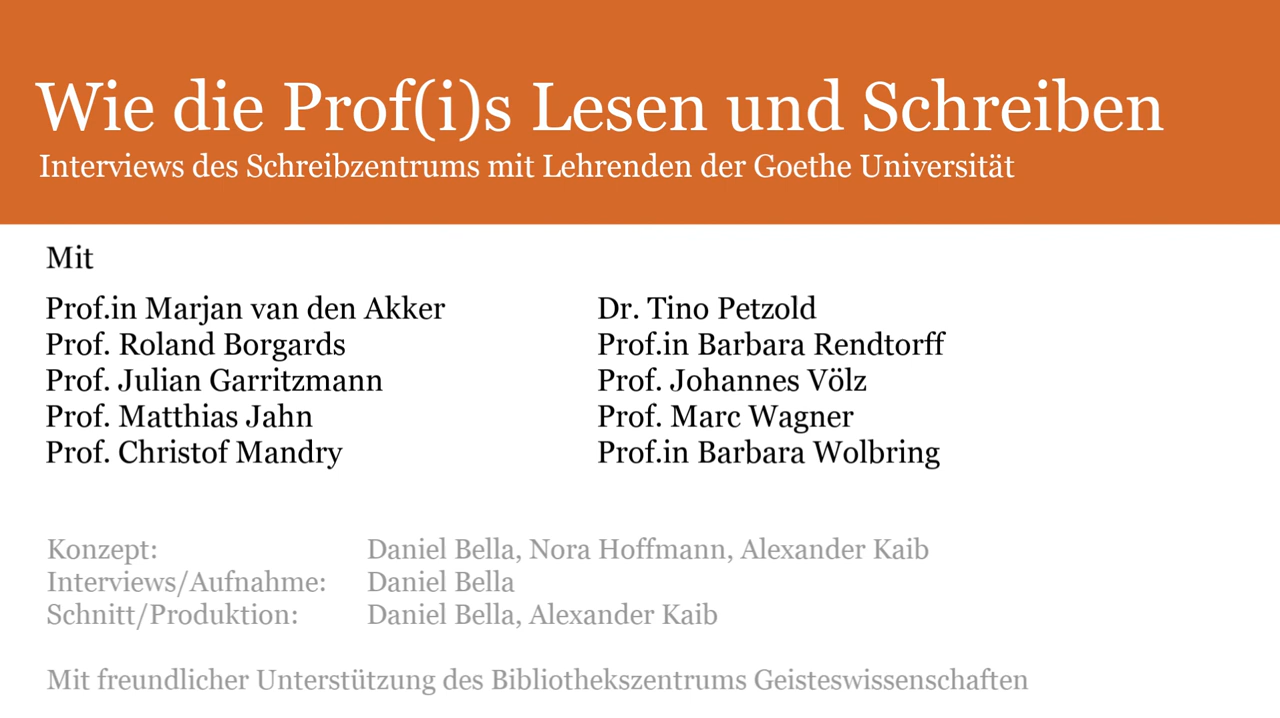 Wie die Prof(i)s Lesen und Schreiben
Interviews des Schreibzentrums mit Lehrenden der Goethe Universität
Mit
Prof.in Marjan van den Akker
Prof. Roland Borgards
Prof. Julian Garritzmann
Prof. Matthias Jahn
Prof. Christof Mandry
Dr. Tino Petzold
Prof.in Barbara Rendtorff
Prof. Johannes Völz
Prof. Marc Wagner
Prof.in Barbara Wolbring
Konzept: Daniel Bella, Nora Hoffmann, Alexander Kaib
Interviews/Aufnahme: Daniel Bella
Schnitt/Produktion: Daniel Bella, Alexander Kaib
Mit freundlicher Unterstützung des Bibliothekszentrums Geisteswissenschaften